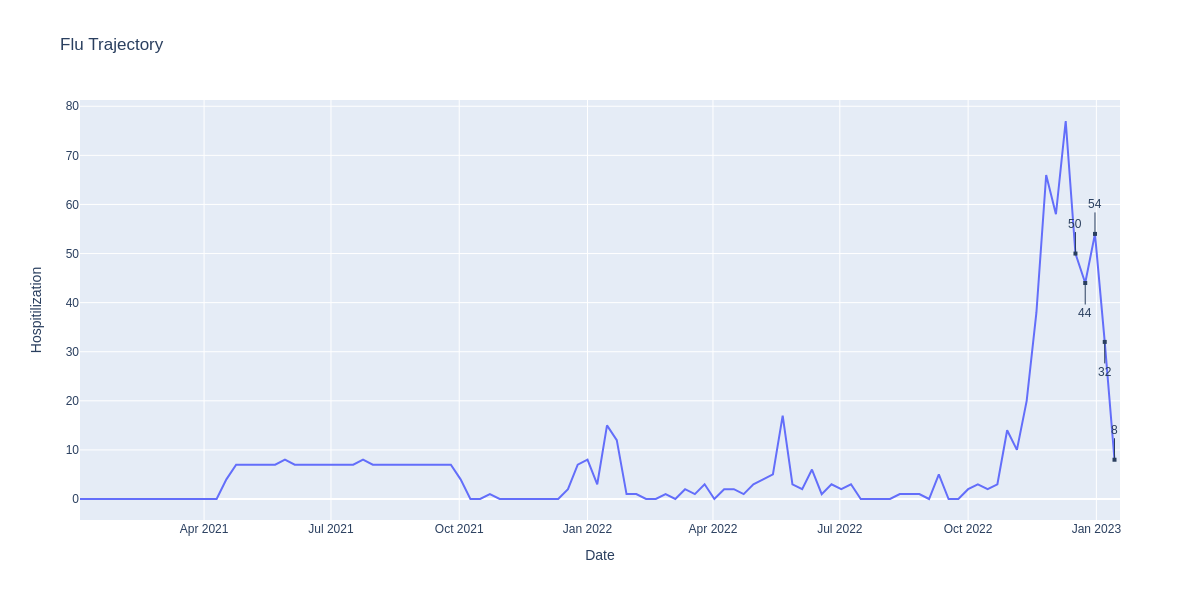 Flu Trajectory
80
70
60
50
40
30
20
10
0
Hospitilization
54
50
44
32
8
Apr 2021
Jul 2021
Oct 2021
Jan 2022
Apr 2022
Jul 2022
Oct 2022
Jan 2023
Date